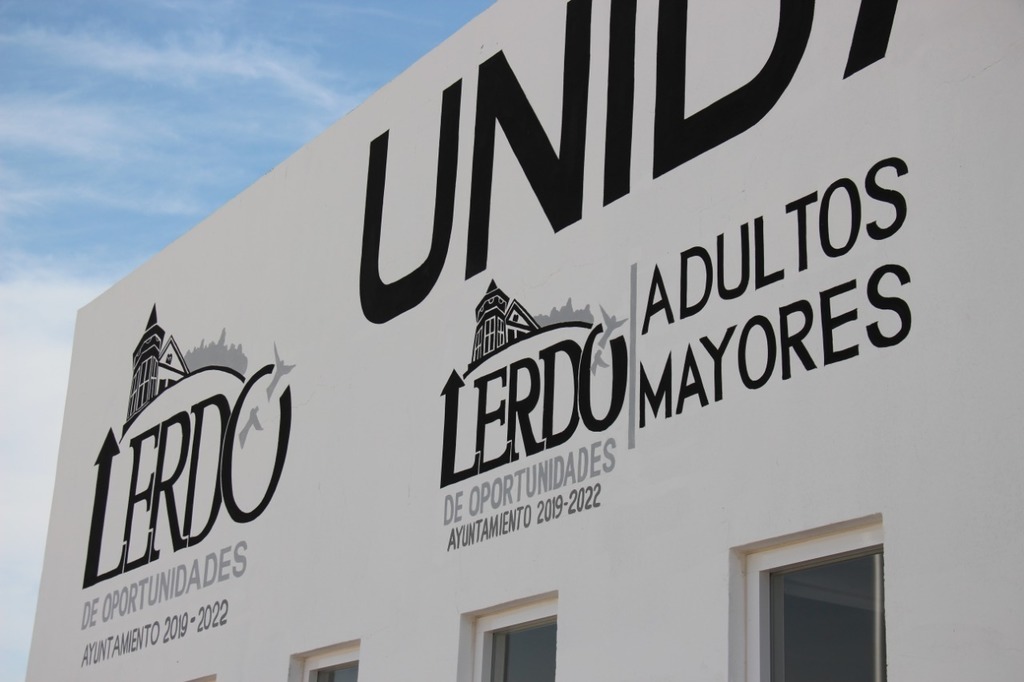 UNID
LERDO
DE OPORTUNIDADES
AYUNTAMIENTO 2019-2022
LERDO
DE OPORTUNIDADES
AYUNTAMIENTO 2019-2022
ADULTOS
MAYORES